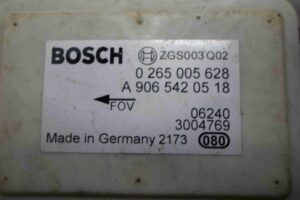 BOSCH ZGS003 Q02
0 265 005 628
A 906 542 05 18
FOV
06240
3004769
Made in Germany 2173 080